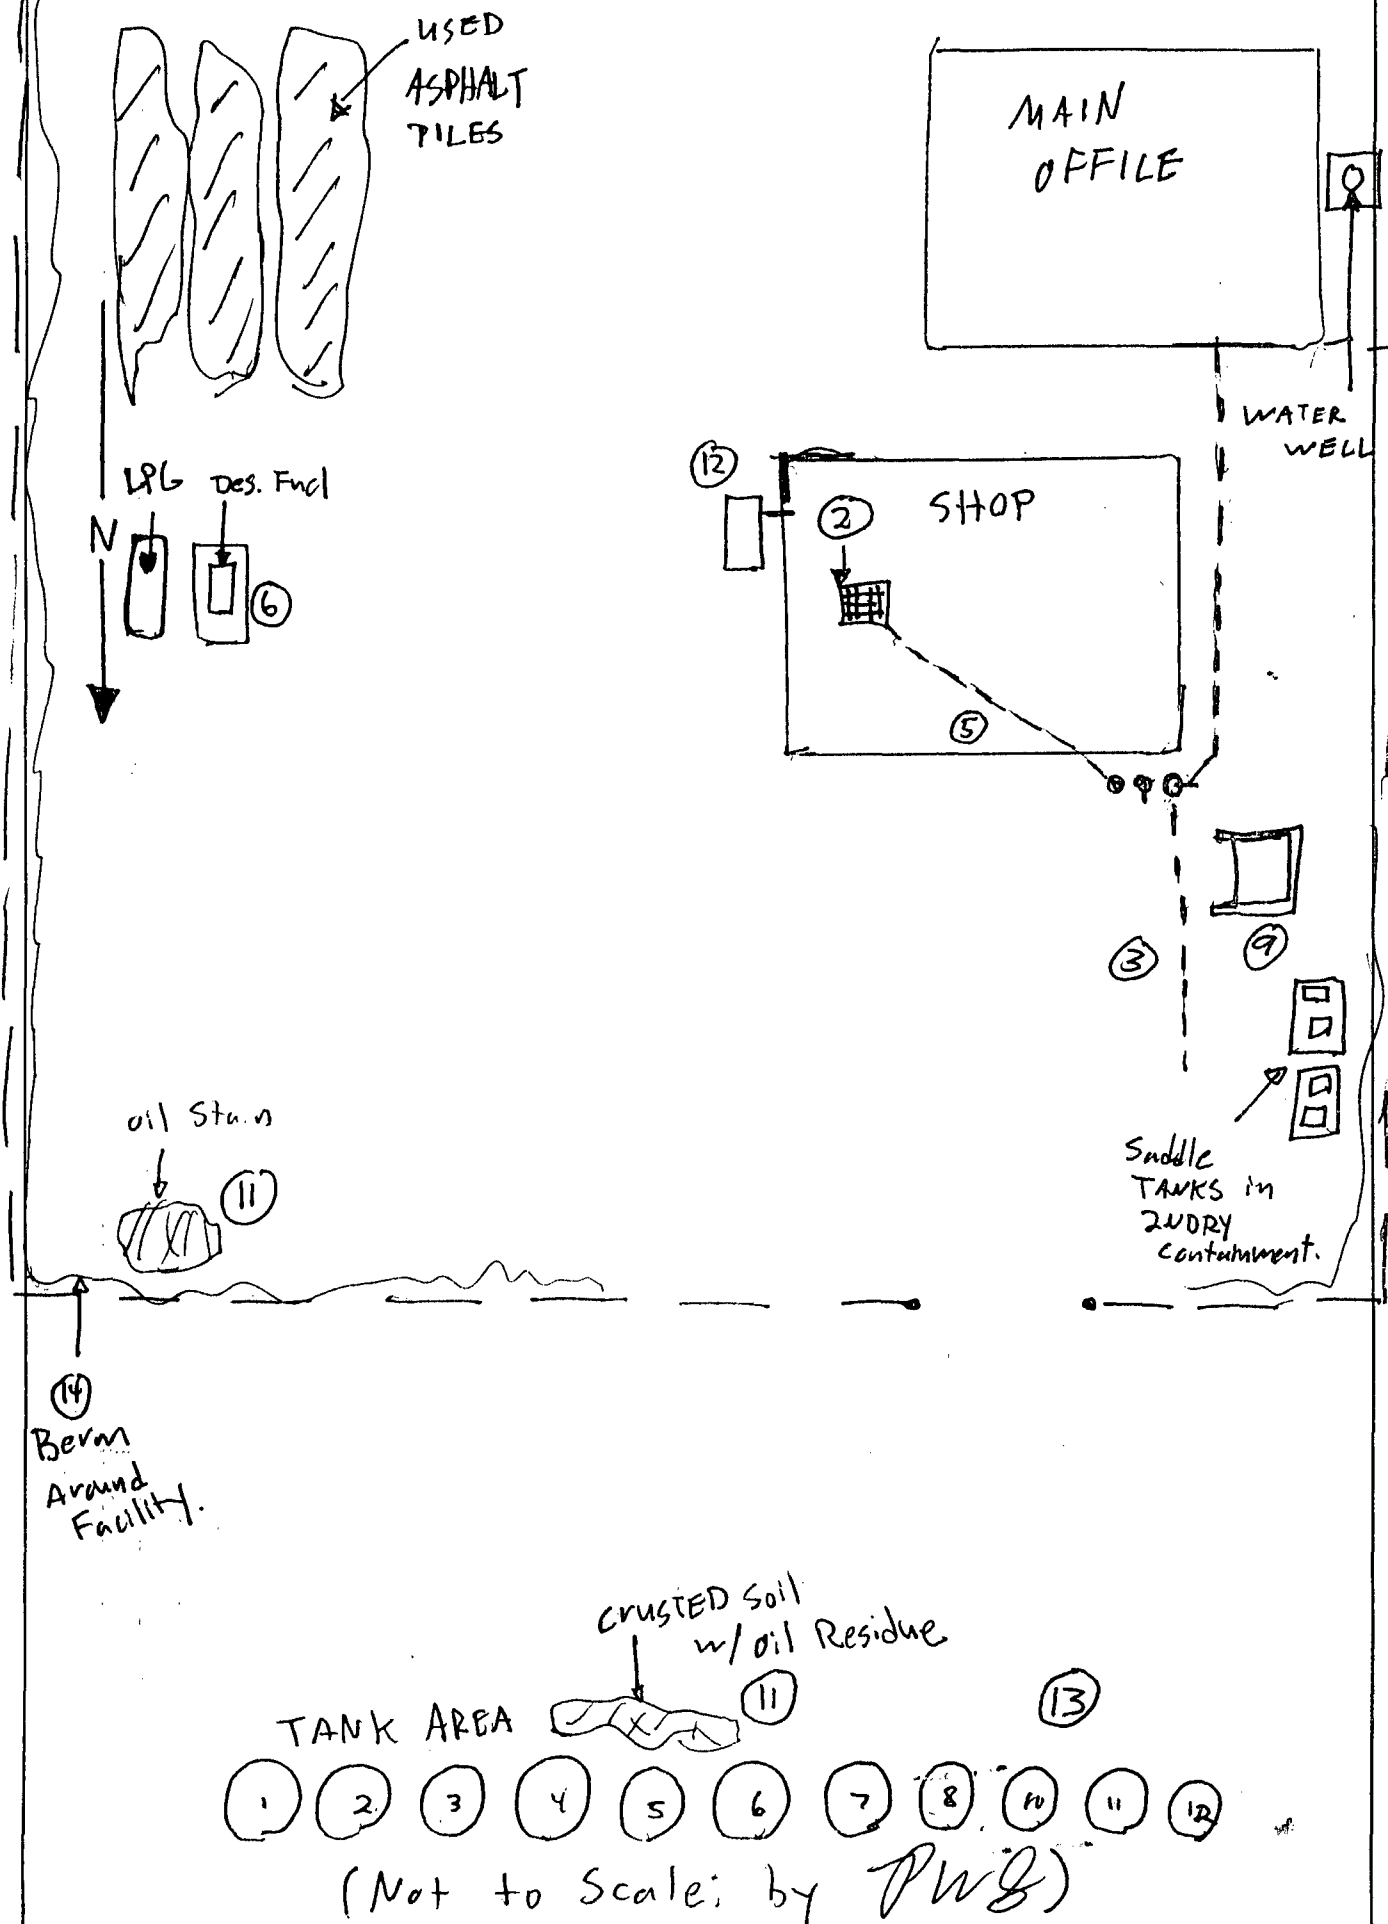 USED
ASPHALT
PILES
MAIN
OFFICE
WATER
WELL
LPG
Des. Fuel
N
6
12
2
SHOP
5
3
9
Saddle
TANKS in
2NDRY
Containment.
oil Stain
11
14
Berm
Around
Facility.
CRUSTED Soil
w/ oil Residue
11
13
TANK AREA
1 2 3 4 5 6 7 8 10 11 12
(Not to Scale; by PWS)